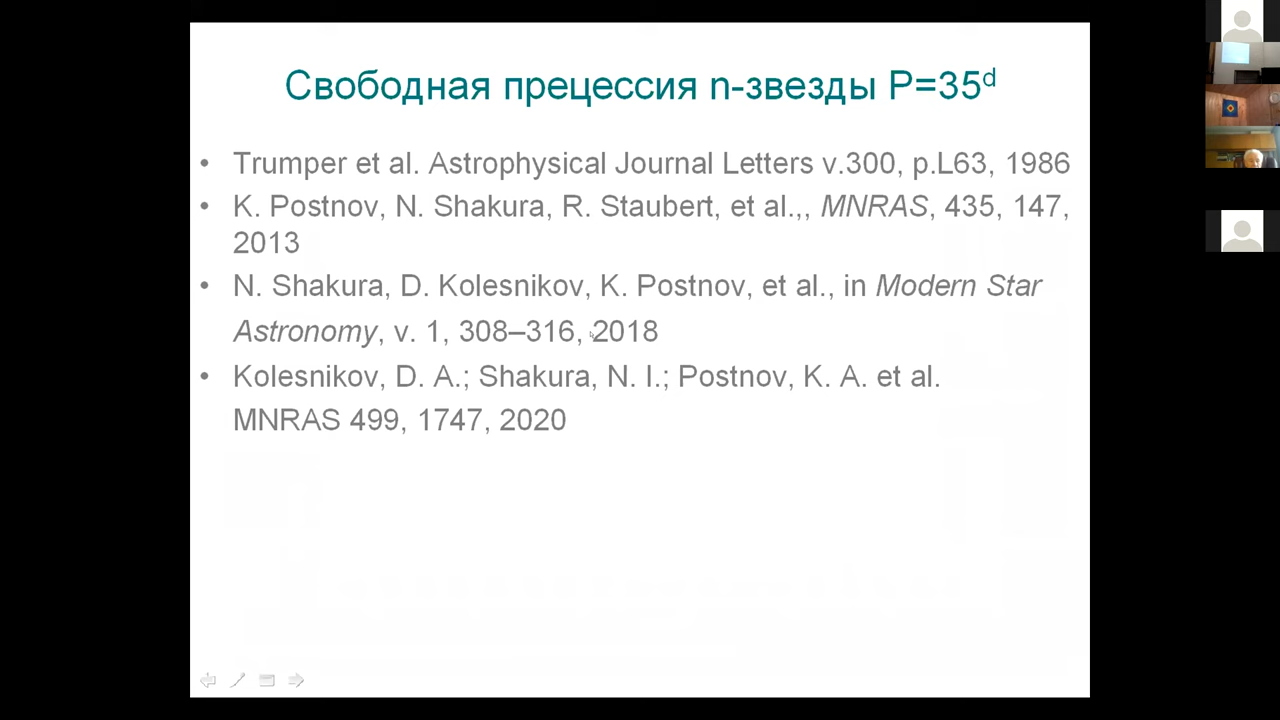 Свободная прецессия n-звезды P=35d
• Trumper et al. Astrophysical Journal Letters v.300, p.L63, 1986
• K. Postnov, N. Shakura, R. Staubert, et al.,, MNRAS, 435, 147,
2013
• N. Shakura, D. Kolesnikov, K. Postnov, et al., in Modern Star
Astronomy, v. 1, 308–316, 2018
• Kolesnikov, D. A.; Shakura, N. I.; Postnov, K. A. et al.
MNRAS 499, 1747, 2020